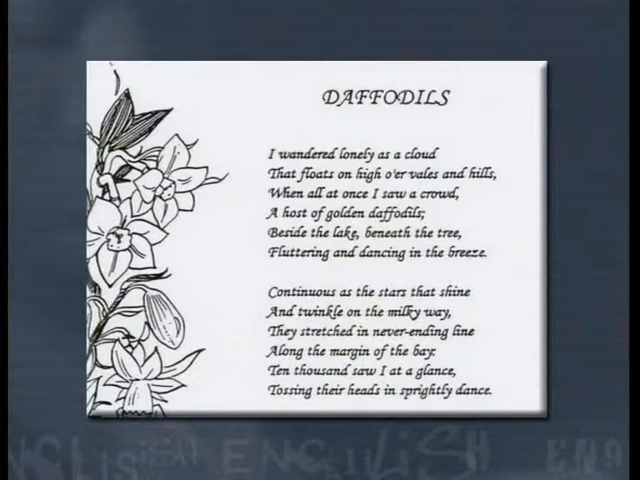 DAFFODILS
I wandered lonely as a cloud
That floats on high o'er vales and hills,
When all at once I saw a crowd,
A host of golden daffodils;
Beside the lake, beneath the tree,
Fluttering and dancing in the breeze.
Continuous as the stars that shine
And twinkle on the milky way,
They stretched in never-ending line
Along the margin of the bay:
Ten thousand saw I at a glance,
Tossing their heads in sprightly dance.